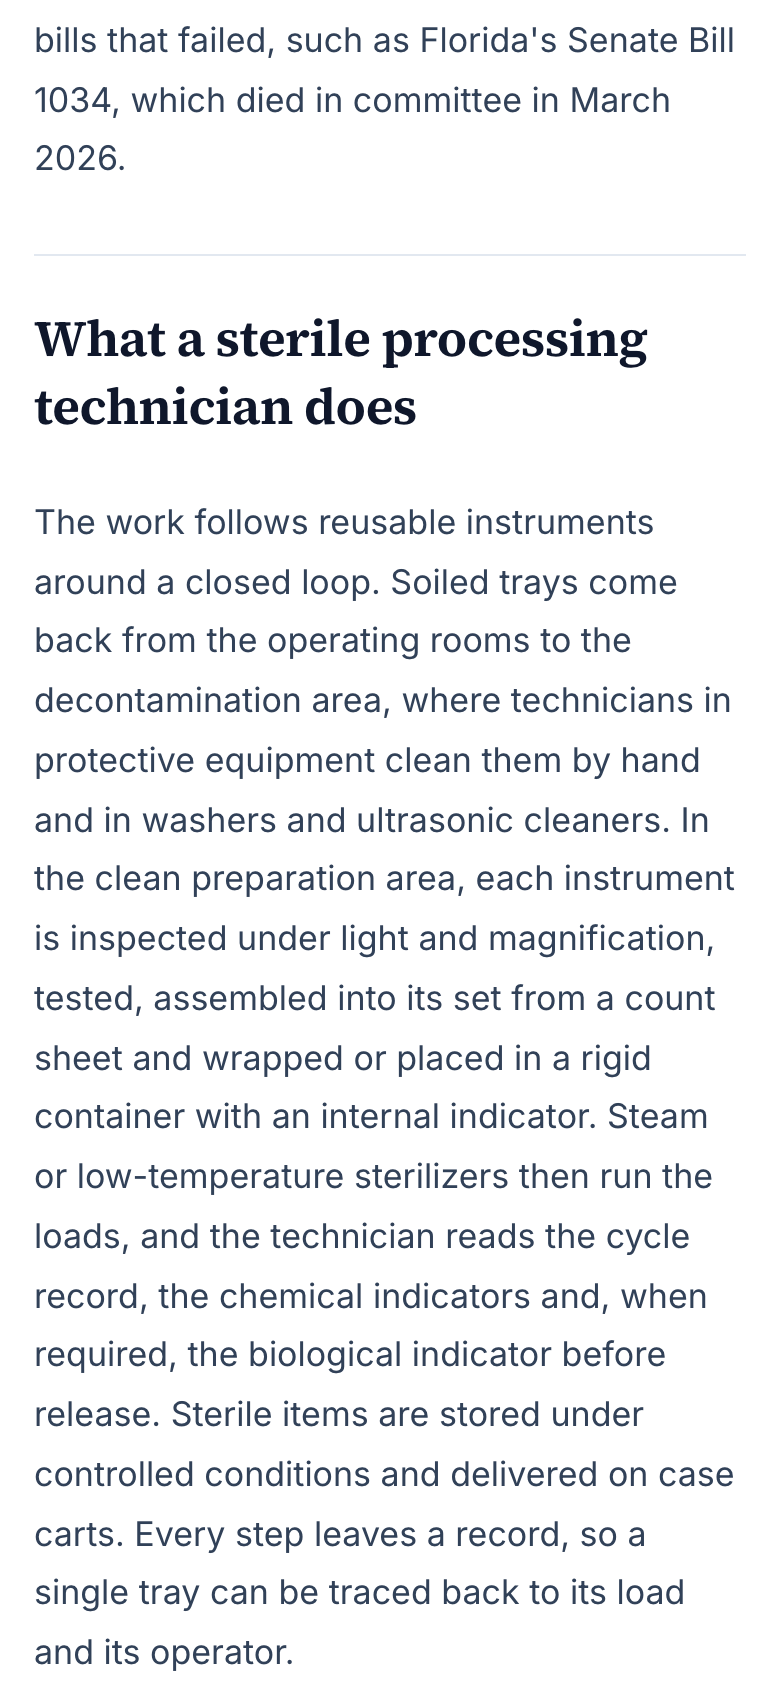 bills that failed, such as Florida's Senate Bill
1034, which died in committee in March
2026.
What a sterile processing
technician does
The work follows reusable instruments
around a closed loop. Soiled trays come
back from the operating rooms to the
decontamination area, where technicians in
protective equipment clean them by hand
and in washers and ultrasonic cleaners. In
the clean preparation area, each instrument
is inspected under light and magnification,
tested, assembled into its set from a count
sheet and wrapped or placed in a rigid
container with an internal indicator. Steam
or low-temperature sterilizers then run the
loads, and the technician reads the cycle
record, the chemical indicators and, when
required, the biological indicator before
release. Sterile items are stored under
controlled conditions and delivered on case
carts. Every step leaves a record, so a
single tray can be traced back to its load
and its operator.